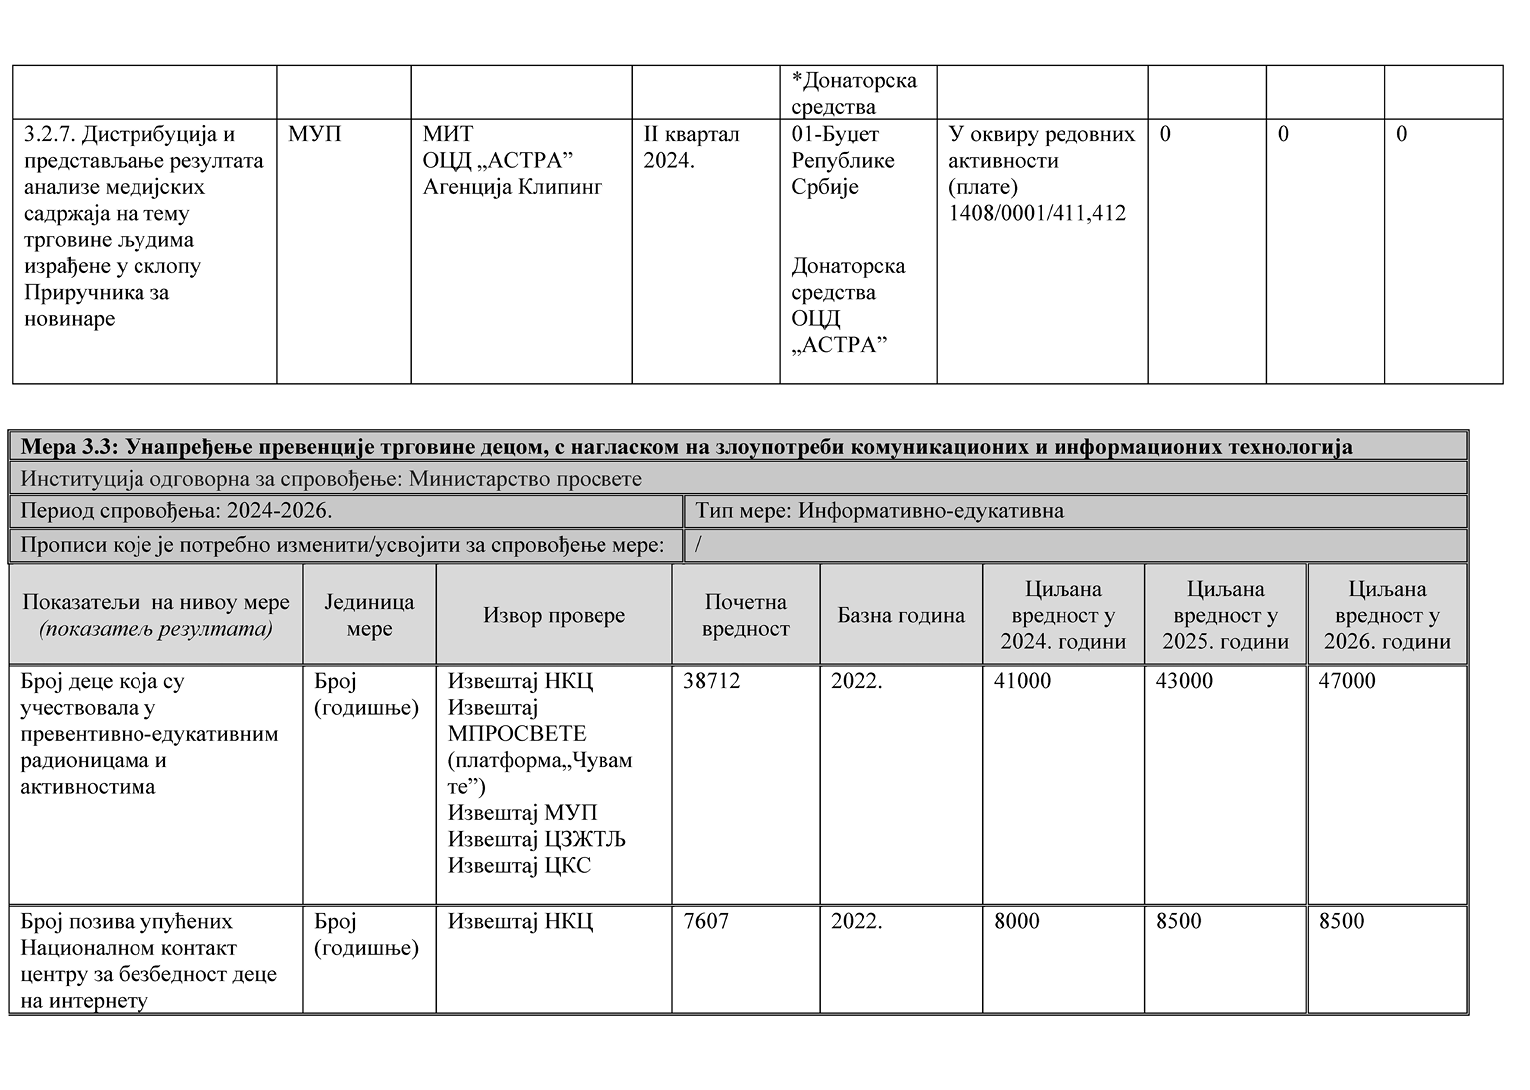 *Донаторска
средства
3.2.7. Дистрибуција и
представљање резултата
анализе медијских
садржаја на тему
трговине људима
израђене у склопу
Приручника за
новинаре
МУП
МИТ
ОЦД „АСТРА”
Агенција Клипинг
II квартал
2024.
01-Буџет
Републике
Србије
Донаторска
средства
ОЦД
„АСТРА”
У оквиру редовних
активности
(плате)
1408/0001/411,412
0
0
0
Мера 3.3: Унапређење превенције трговине децом, с нагласком на злоупотреби комуникационих и информационих технологија
Институција одговорна за спровођење: Министарство просвете
Период спровођења: 2024-2026.
Тип мере: Информативно-едукативна
Прописи које је потребно изменити/усвојити за спровођење мере:
/
Показатељи на нивоу мере
(показатељ резултата)
Јединица
мере
Извор провере
Почетна
вредност
Базна година
Циљана
вредност у
2024. години
Циљана
вредност у
2025. години
Циљана
вредност у
2026. години
Број деце која су
учествовала у
превентивно-едукативним
радионицама и
активностима
Број
(годишње)
Извештај НКЦ
Извештај
МПРОСВЕТЕ
(платформа„Чувам
те”)
Извештај МУП
Извештај ЦЗЖТЉ
Извештај ЦКС
38712
2022.
41000
43000
47000
Број позива упућених
Националном контакт
центру за безбедност деце
на интернету
Број
(годишње)
Извештај НКЦ
7607
2022.
8000
8500
8500